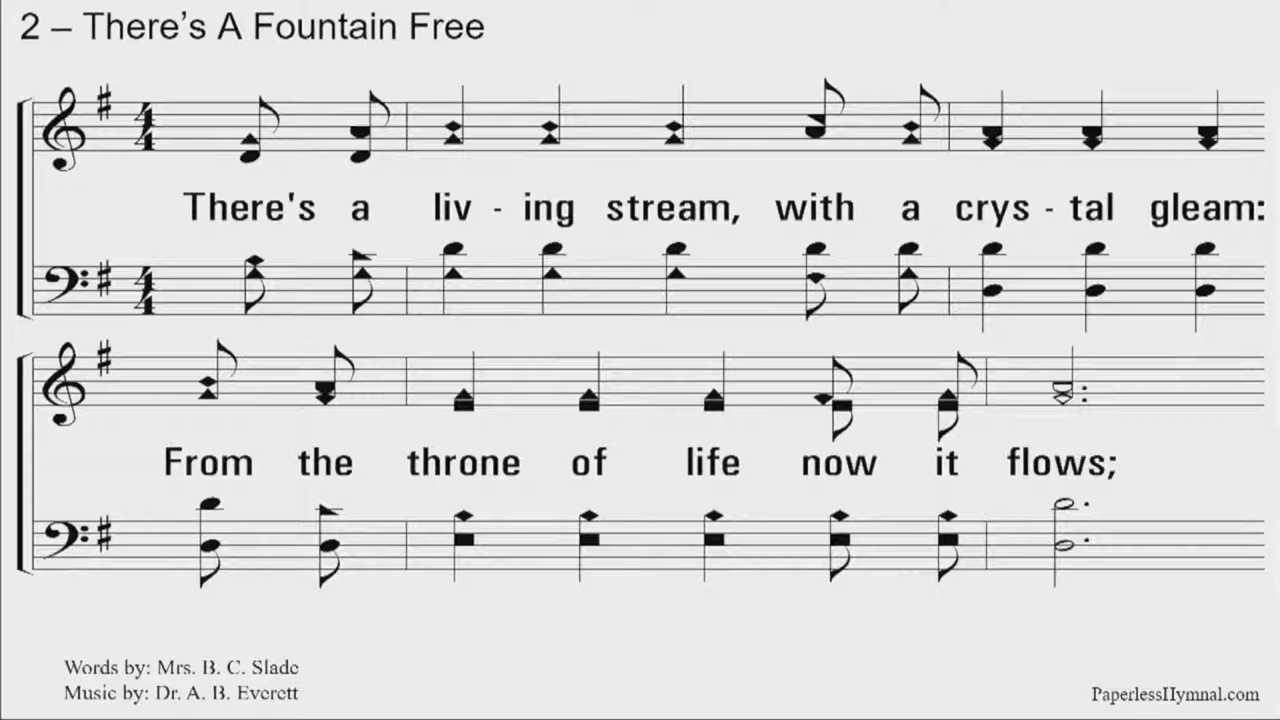 2 – There’s A Fountain Free
There's a liv - ing stream, with a crys - tal gleam:
From the throne of life now it flows;
Words by: Mrs. B. C. Slade
Music by: Dr. A. B. Everett
PaperlessHymnal.com